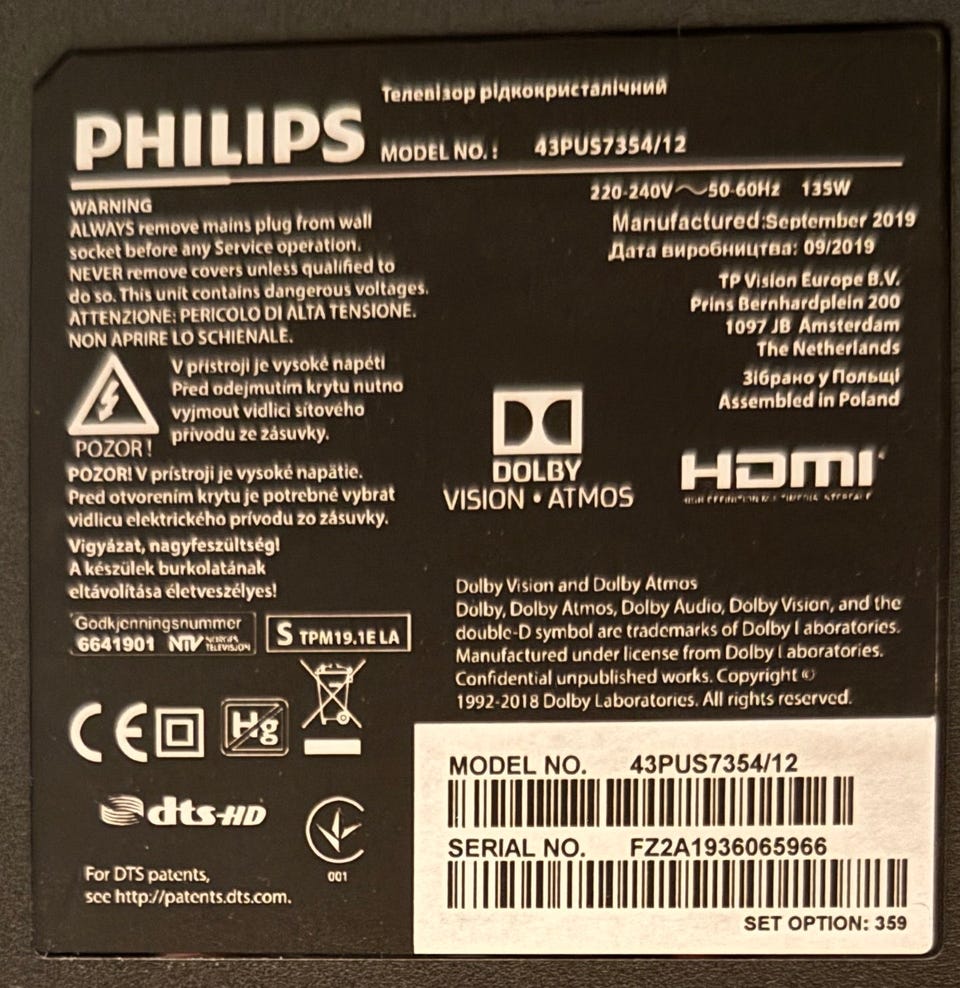 Телевізор рідкокристалічний
PHILIPS MODEL NO. : 43PUS7354/12
220-240V ~ 50-60Hz 135W
Manufactured:September 2019
Дата виробництва: 09/2019
TP Vision Europe B.V.
Prins Bernhardplein 200
1097 JB Amsterdam
The Netherlands
Зібрано у Польщі
Assembled in Poland
WARNING
ALWAYS remove mains plug from wall
socket before any Service operation.
NEVER remove covers unless qualified to
do so. This unit contains dangerous voltages.
ATTENZIONE: PERICOLO DI ALTA TENSIONE.
NON APRIRE LO SCHIENALE.
V přístroji je vysoké napětí
Před odejmutím krytu nutno
vyjmout vidlici síťového
přívodu ze zásuvky.
POZOR !
POZOR! V prístroji je vysoké napätie.
Pred otvorením krytu je potrebné vybrať
vidlicu elektrického prívodu zo zásuvky.
Vigyázat, nagyfeszültség!
A készülék burkolatának
eltávolítása életveszélyes!
DOLBY
VISION • ATMOS
HDMI
HIGH DEFINITION MULTIMEDIA INTERFACE
Dolby Vision and Dolby Atmos
Dolby, Dolby Atmos, Dolby Audio, Dolby Vision, and the
double-D symbol are trademarks of Dolby Laboratories.
Manufactured under license from Dolby Laboratories.
Confidential unpublished works. Copyright ©
1992-2018 Dolby Laboratories. All rights reserved.
Godkjenningsnummer
6641901 NTV NORGES TELEVISJON
S TPM19.1E LA
CE
Hg
dts-HD
001
For DTS patents,
see http://patents.dts.com.
MODEL NO. 43PUS7354/12
SERIAL NO. FZ2A1936065966
SET OPTION: 359